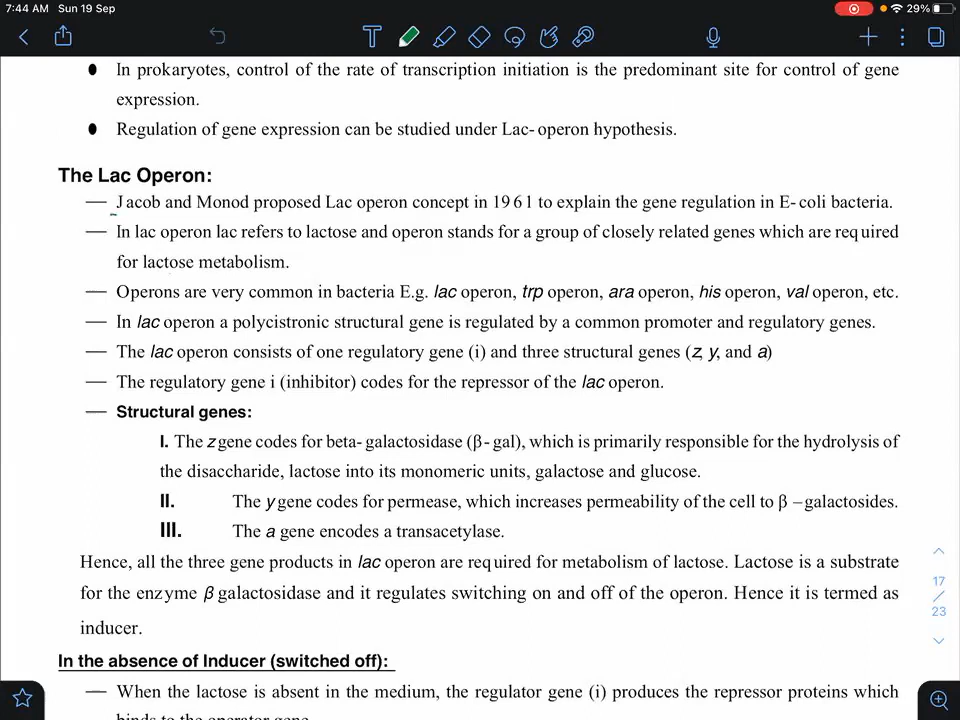 7:44 AM Sun 19 Sep
29%
T
● In prokaryotes, control of the rate of transcription initiation is the predominant site for control of gene
expression.
● Regulation of gene expression can be studied under Lac-operon hypothesis.
The Lac Operon:
— Jacob and Monod proposed Lac operon concept in 1961 to explain the gene regulation in E-coli bacteria.
— In lac operon lac refers to lactose and operon stands for a group of closely related genes which are required
for lactose metabolism.
— Operons are very common in bacteria E.g. lac operon, trp operon, ara operon, his operon, val operon, etc.
— In lac operon a polycistronic structural gene is regulated by a common promoter and regulatory genes.
— The lac operon consists of one regulatory gene (i) and three structural genes (z, y, and a)
— The regulatory gene i (inhibitor) codes for the repressor of the lac operon.
— Structural genes:
I. The z gene codes for beta-galactosidase (β-gal), which is primarily responsible for the hydrolysis of
the disaccharide, lactose into its monomeric units, galactose and glucose.
II. The y gene codes for permease, which increases permeability of the cell to β –galactosides.
III. The a gene encodes a transacetylase.
Hence, all the three gene products in lac operon are required for metabolism of lactose. Lactose is a substrate
for the enzyme β galactosidase and it regulates switching on and off of the operon. Hence it is termed as
inducer.
17
/
23
In the absence of Inducer (switched off):
— When the lactose is absent in the medium, the regulator gene (i) produces the repressor proteins which
binds to the operator gene